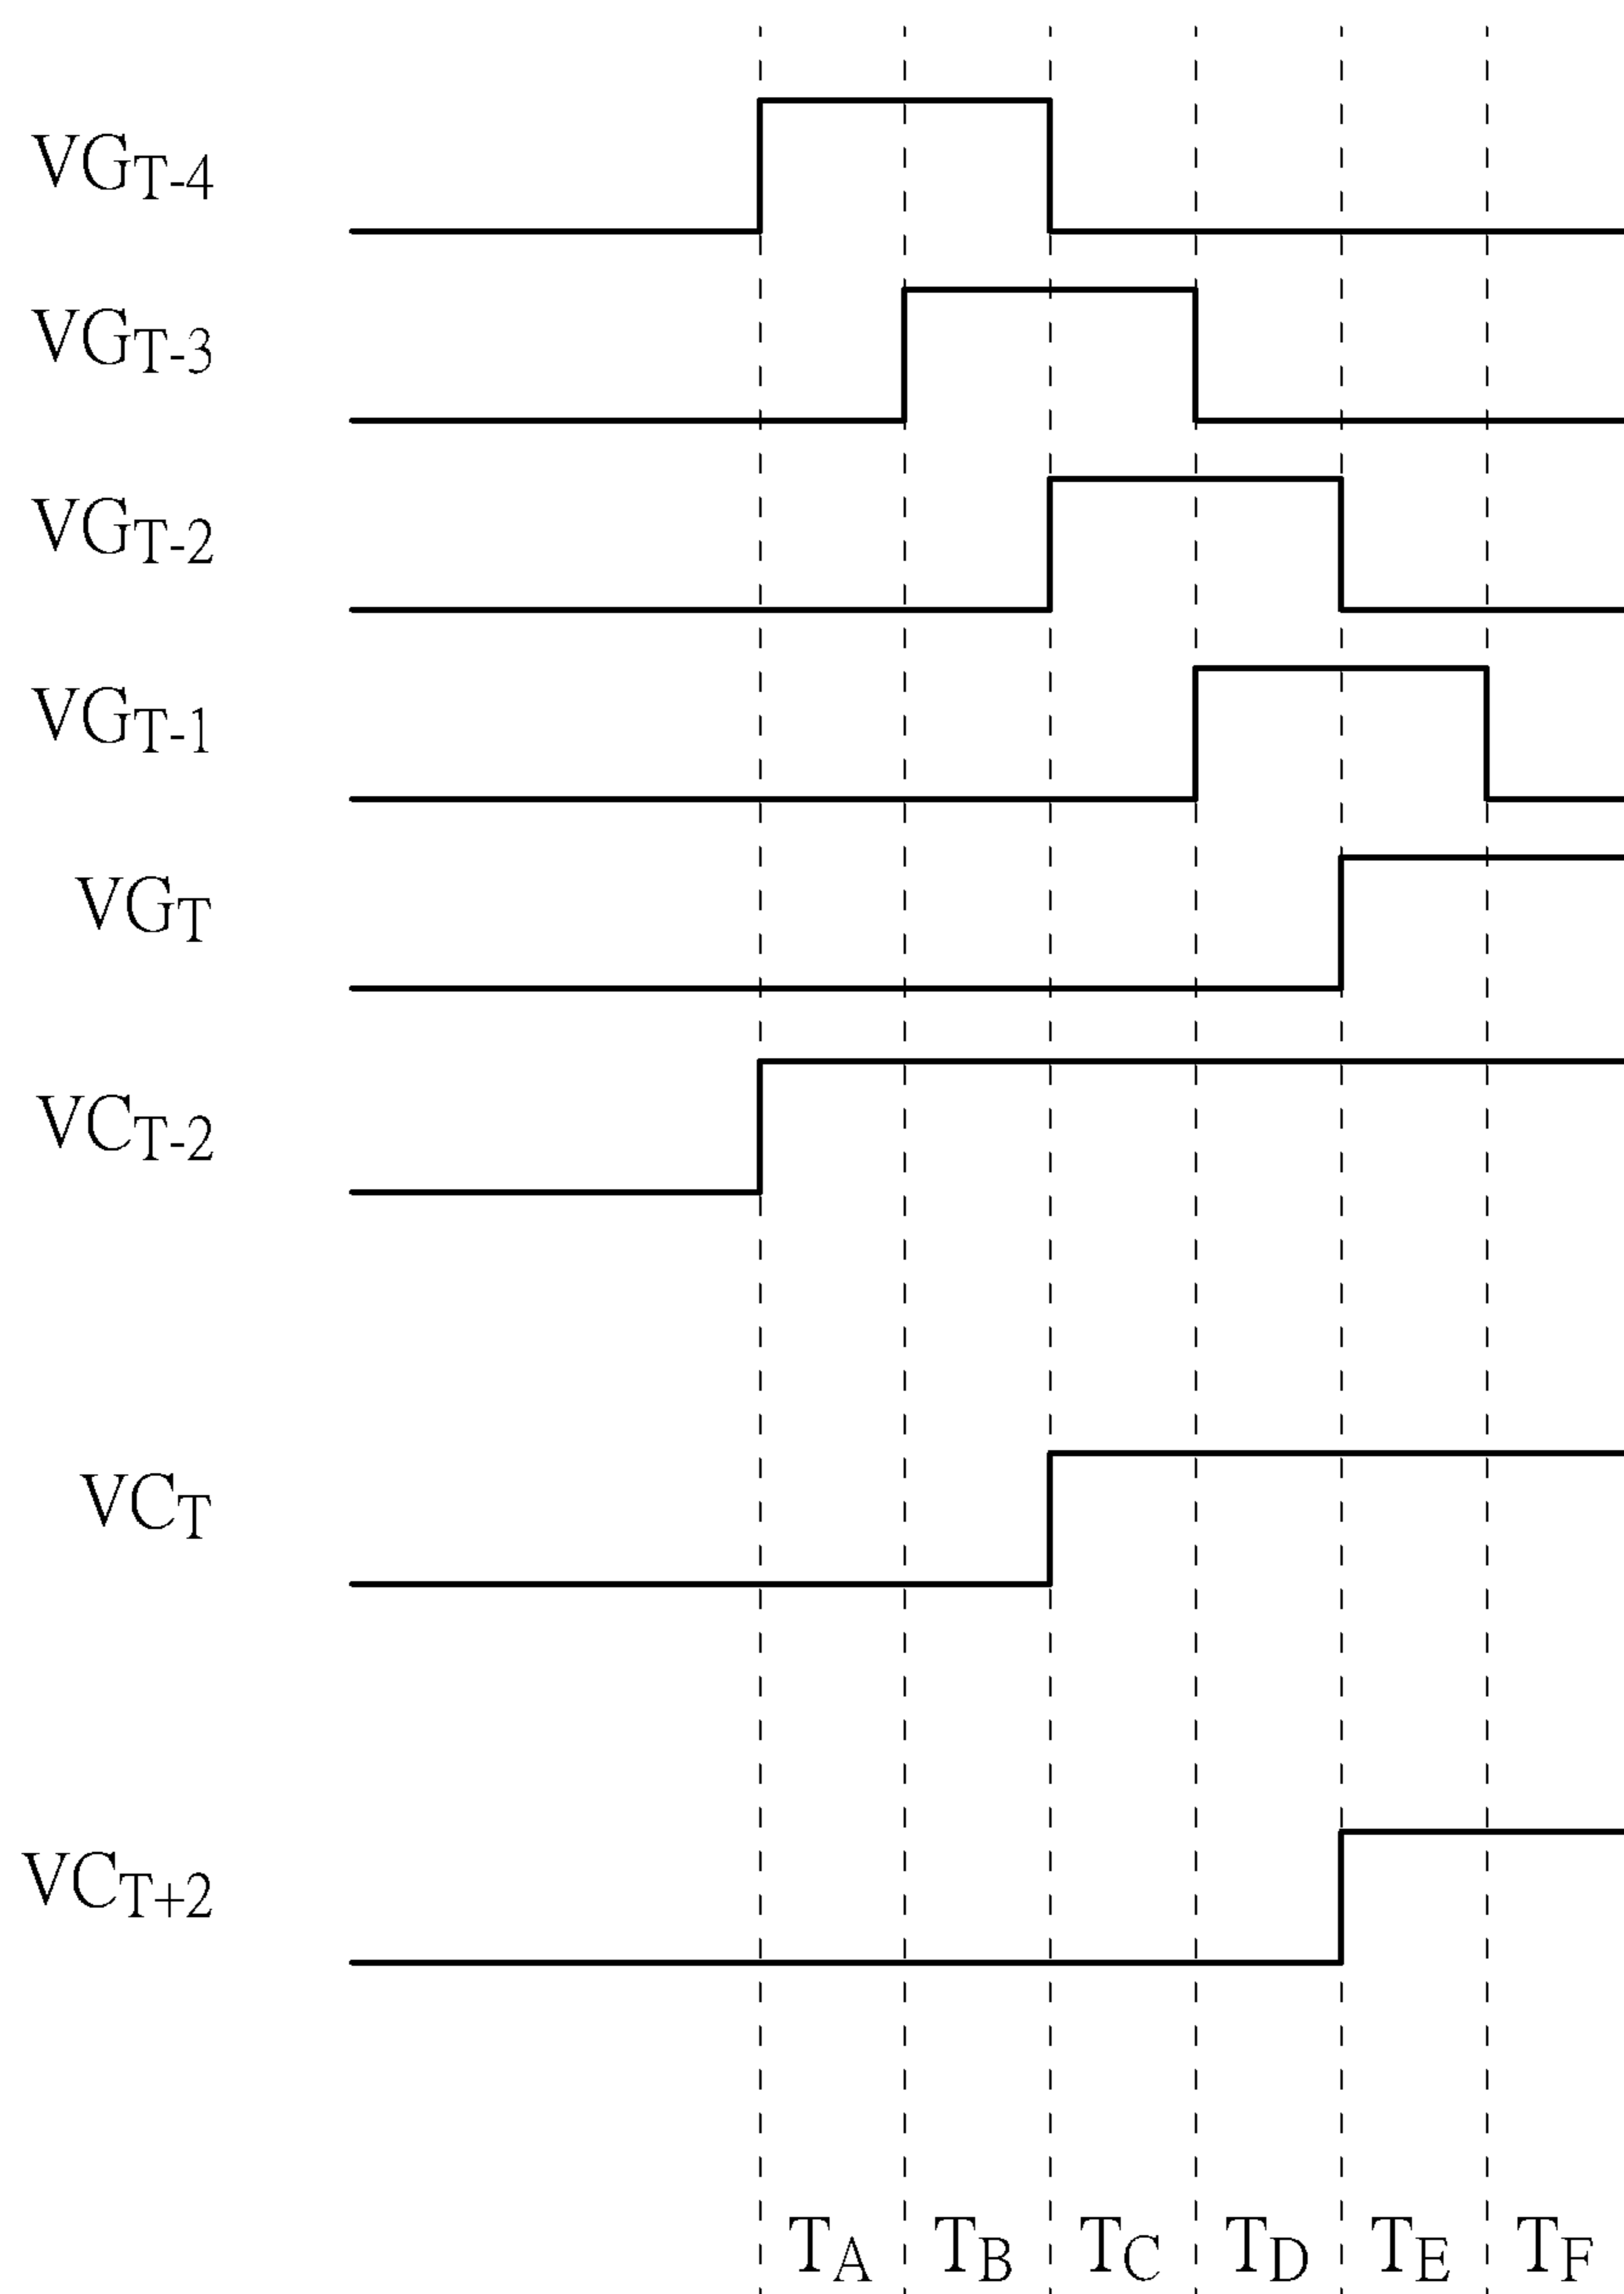 VGT-4
VGT-3
VGT-2
VGT-1
VGT
VCT-2
VCT
VCT+2
TA TB TC TD TE TF